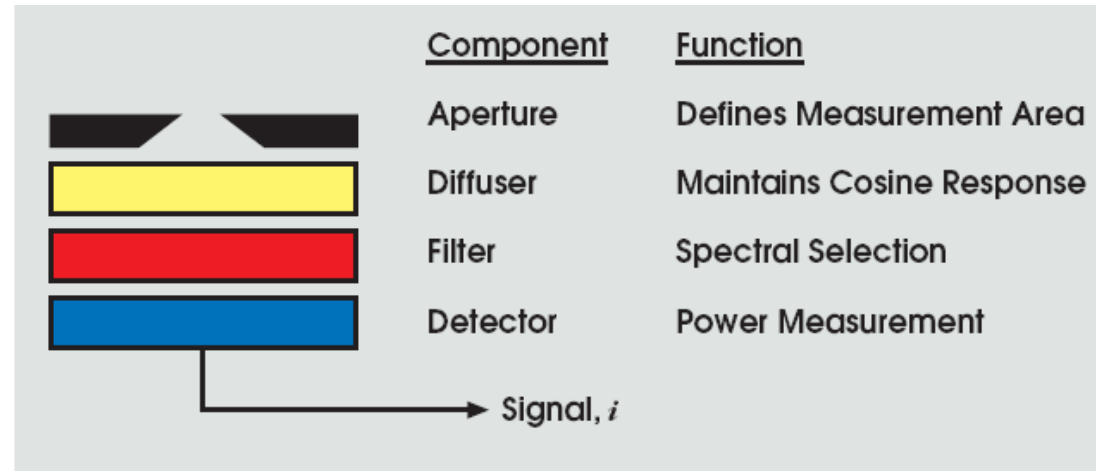 Component Function
Aperture Defines Measurement Area
Diffuser Maintains Cosine Response
Filter Spectral Selection
Detector Power Measurement
Signal, i